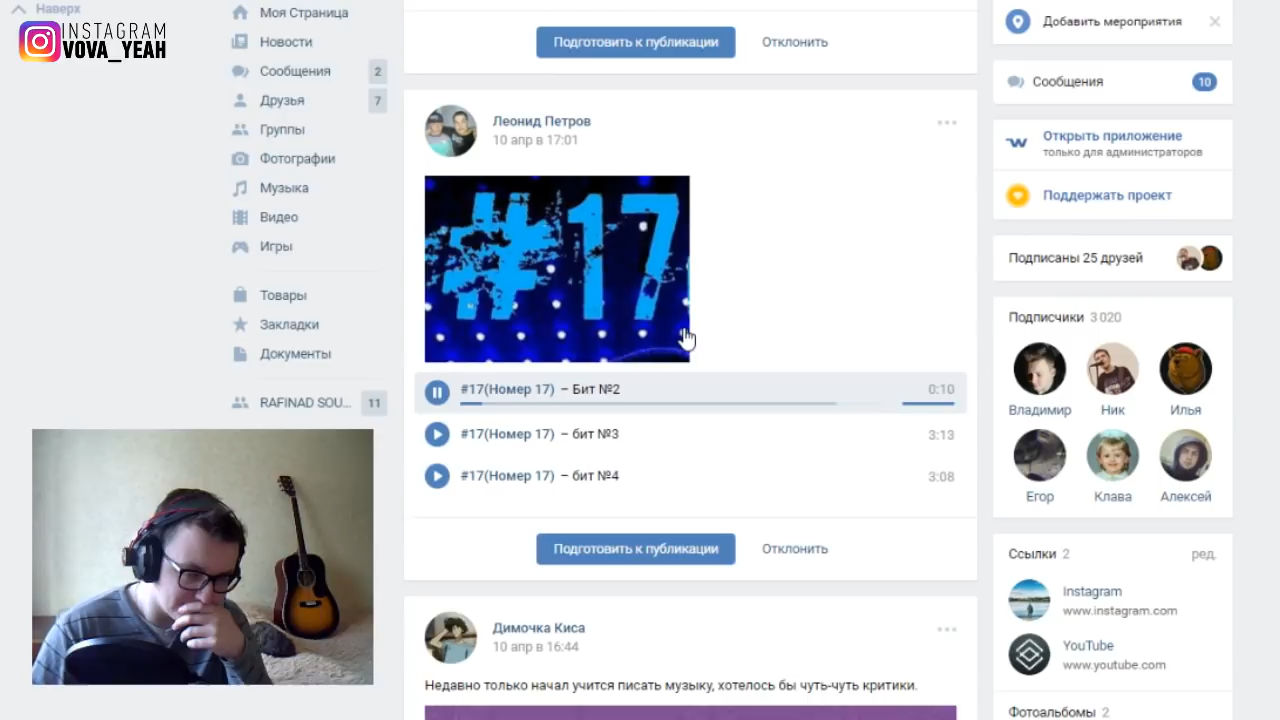 Наверх
INSTAGRAM
VOVA_YEAH
Моя Страница
Новости
Сообщения 2
Друзья 7
Группы
Фотографии
Музыка
Видео
Игры
Товары
Закладки
Документы
RAFINAD SOU... 11
Подготовить к публикации Отклонить
Леонид Петров
10 апр в 17:01
#17
#17(Номер 17) – Бит №2 0:10
#17(Номер 17) – бит №3 3:13
#17(Номер 17) – бит №4 3:08
Подготовить к публикации Отклонить
Димочка Киса
10 апр в 16:44
Недавно только начал учится писать музыку, хотелось бы чуть-чуть критики.
Добавить мероприятия
Сообщения 10
Открыть приложение
только для администраторов
Поддержать проект
Подписаны 25 друзей
Подписчики 3 020
Владимир Ник Илья
Егор Клава Алексей
Ссылки 2 ред.
Instagram
www.instagram.com
YouTube
www.youtube.com
Фотоальбомы 2